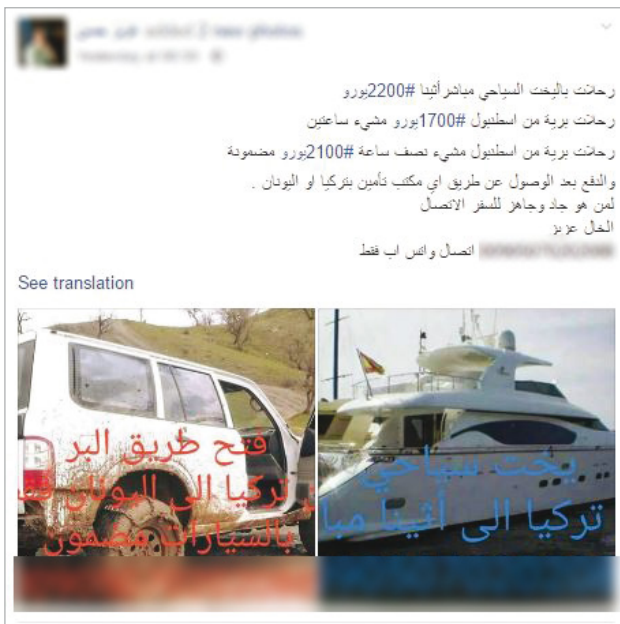 رحلات باليخت السياحي مباشر أثينا #2200يورو
رحلات برية من اسطنبول #1700يورو مشيء ساعتين
رحلات برية من اسطنبول مشيء نصف ساعة #2100يورو مضمونة
والدفع بعد الوصول عن طريق اي مكتب تأمين بتركيا او اليونان .
لمن هو جاد وجاهز للسفر الاتصال
الخال عزيز
اتصال واتس اب فقط
See translation
فتح طريق البر
تركيا الى اليونان
بالسيارات مضمون
يخت سياحي
تركيا الى أثينا مبا